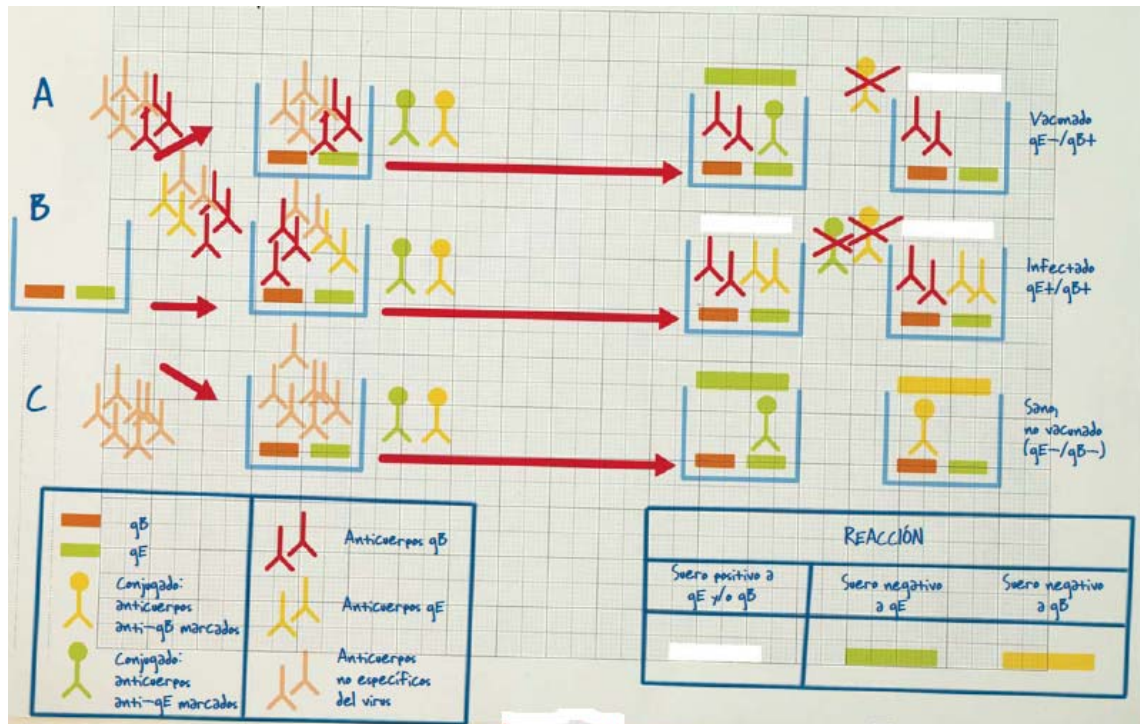 A
Vacunado
gE-/gB+
B
Infectado
gE+/gB+
C
Sano,
no vacunado
(gE-/gB-)
gB
gE
Conjugado:
anticuerpos
anti-gB marcados
Conjugado:
anticuerpos
anti-gE marcados
Anticuerpos gB
Anticuerpos gE
Anticuerpos
no específicos
del virus
REACCIÓN
Suero positivo a
gE y/o gB
Suero negativo
a gE
Suero negativo
a gB